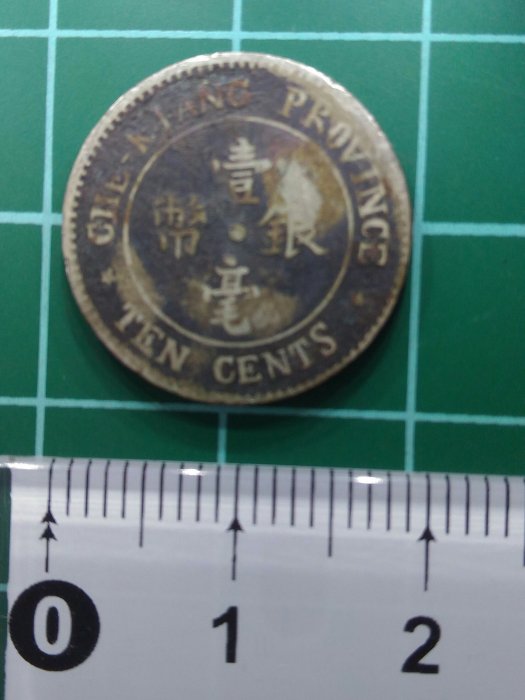 CHE-KIANG PROVINCE
壹
銀
幣
毫
TEN CENTS
0 1 2